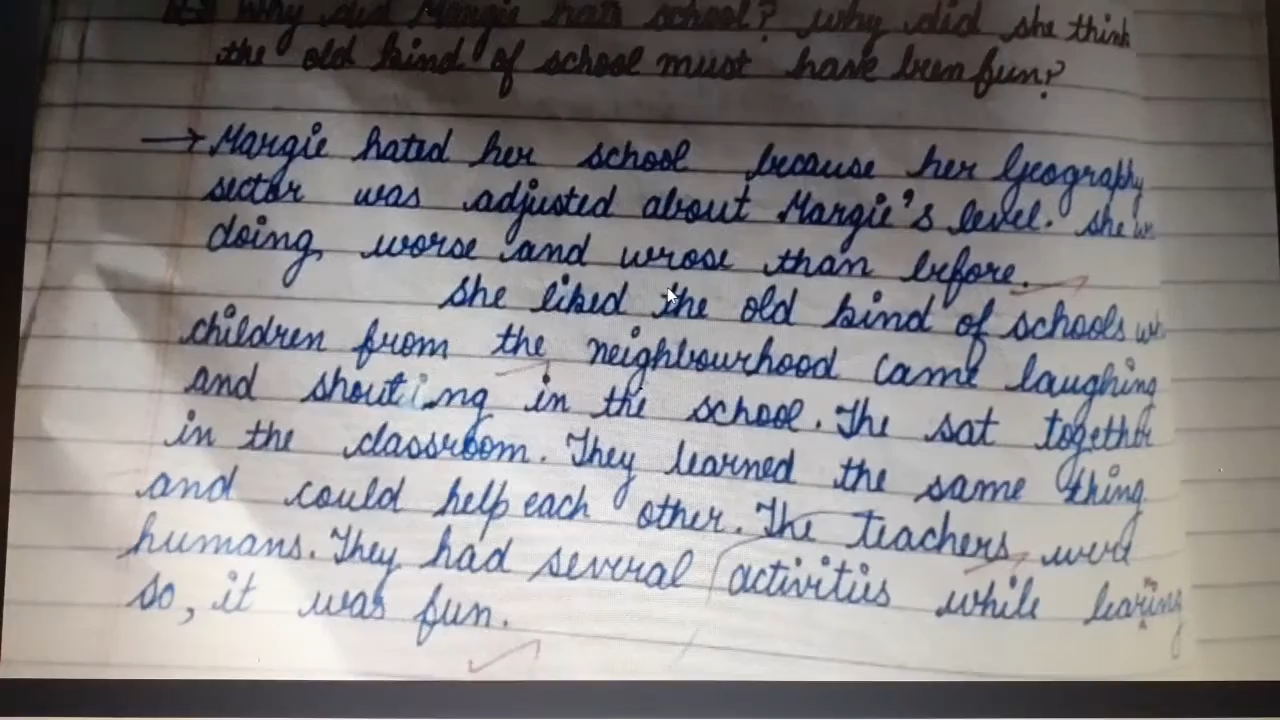 Why did Margie hate school? why did she think
the old kind of school must have been fun?
→ Margie hated her school because her Geography
sector was adjusted about Margie's level. She
doing worse and wrose than before.
She liked the old kind of schools
children from the neighbourhood came laughing
and shouting in the school. The sat together
in the classroom. They learned the same thing
and could help each other. The teachers were
humans. They had several activities while learing
so, it was fun.